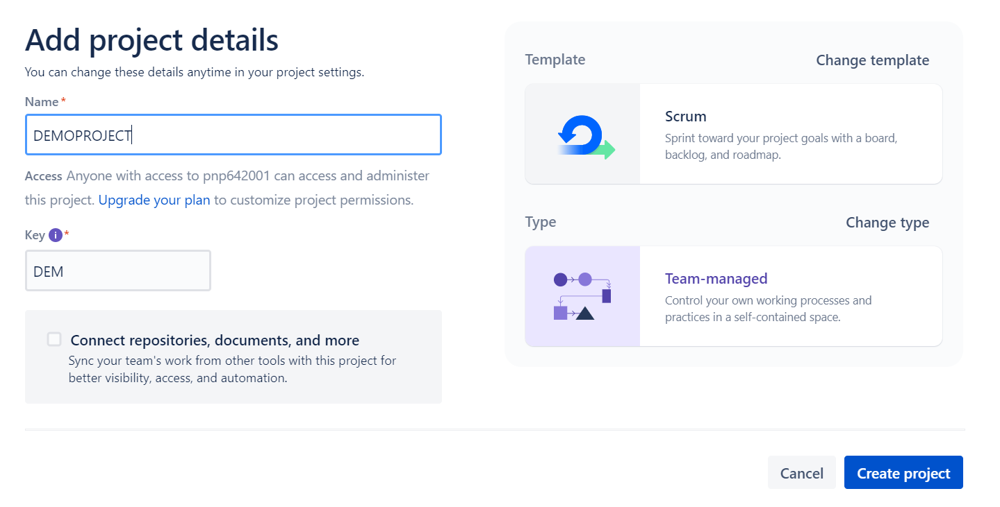 Add project details
You can change these details anytime in your project settings.
Name *
DEMOPROJECT
Access Anyone with access to pnp642001 can access and administer
this project. Upgrade your plan to customize project permissions.
Key i *
DEM
Connect repositories, documents, and more
Sync your team's work from other tools with this project for
better visibility, access, and automation.
Template
Change template
Scrum
Sprint toward your project goals with a board,
backlog, and roadmap.
Type
Change type
Team-managed
Control your own working processes and
practices in a self-contained space.
Cancel
Create project